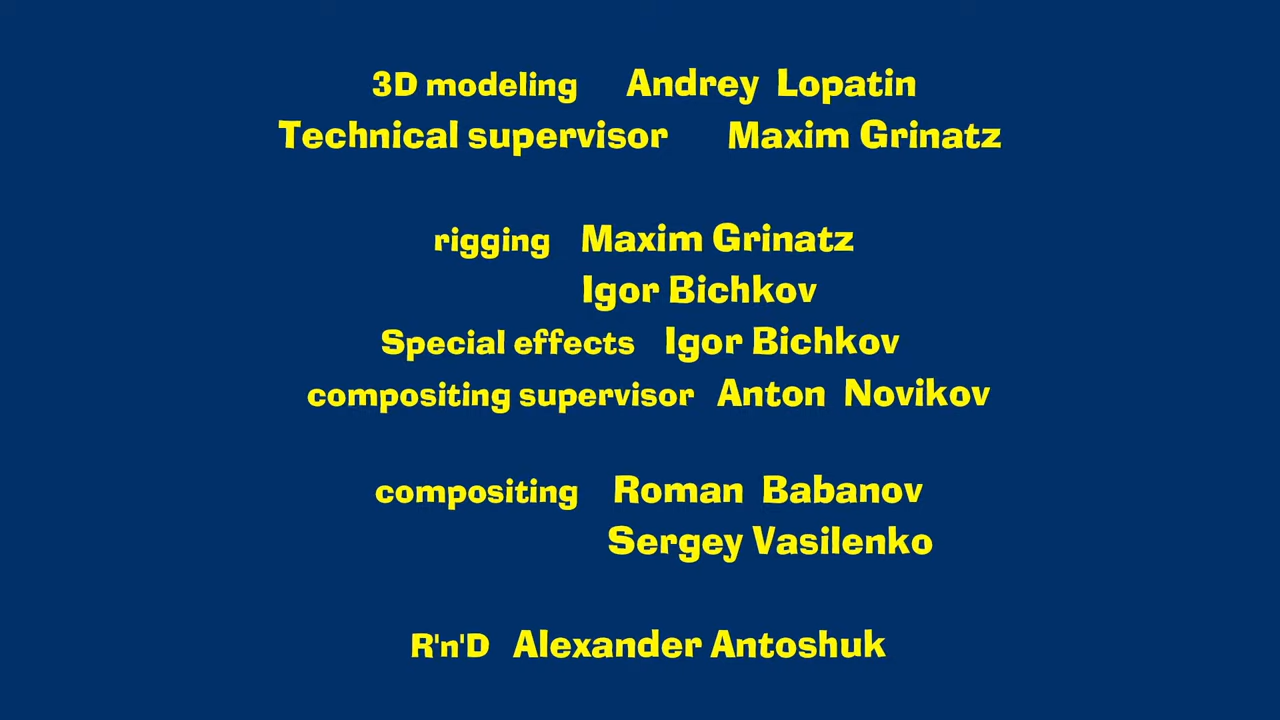 3D modeling Andrey Lopatin
Technical supervisor Maxim Grinatz
rigging Maxim Grinatz
Igor Bichkov
Special effects Igor Bichkov
compositing supervisor Anton Novikov
compositing Roman Babanov
Sergey Vasilenko
R'n'D Alexander Antoshuk